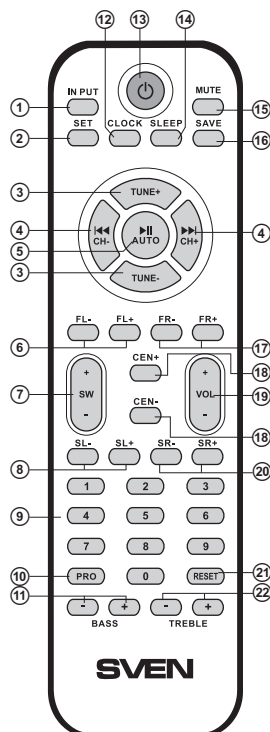 12 13 14
IN PUT MUTE
1 15
SET CLOCK SLEEP SAVE
2 16
3 TUNE+
4 CH- AUTO CH+ 4
5
3 TUNE-
FL- FL+ FR- FR+
6 17
CEN+
18
7 + SW - + VOL - 19
CEN-
18
SL- SL+ SR- SR+
8 20
1 2 3
9 4 5 6
7 8 9
10 PRO 0 RESET 21
11 - + - + 22
BASS TREBLE
SVEN